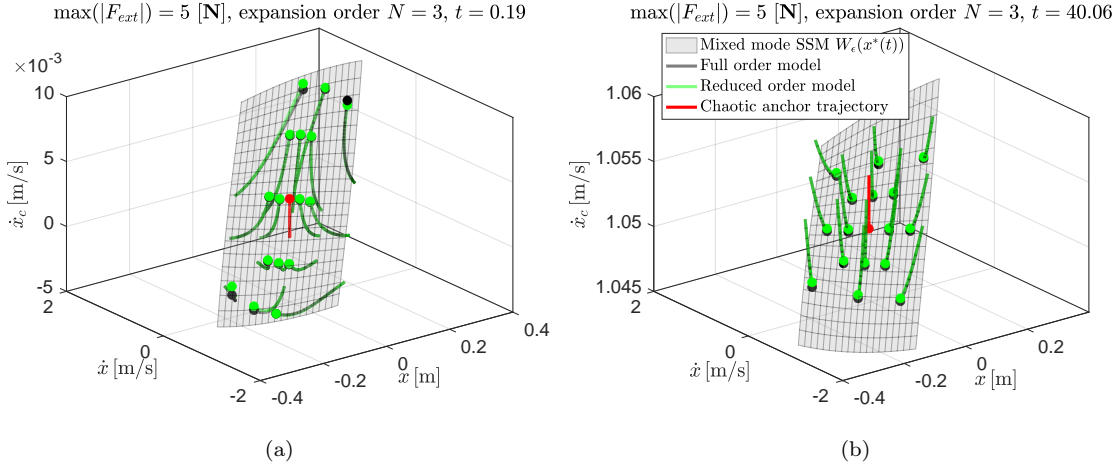 max(|F_ext|) = 5 [N], expansion order N = 3, t = 0.19
×10⁻³
10
5
0
-5
2
0
-2
-0.4
-0.2
0
0.2
0.4
ẋ_c [m/s]
ẋ [m/s]
x [m]
(a)
max(|F_ext|) = 5 [N], expansion order N = 3, t = 40.06
Mixed mode SSM W_ϵ(x*(t))
Full order model
Reduced order model
Chaotic anchor trajectory
1.06
1.055
1.05
1.045
2
0
-2
-0.4
-0.2
0
0.2
ẋ_c [m/s]
ẋ [m/s]
x [m]
(b)